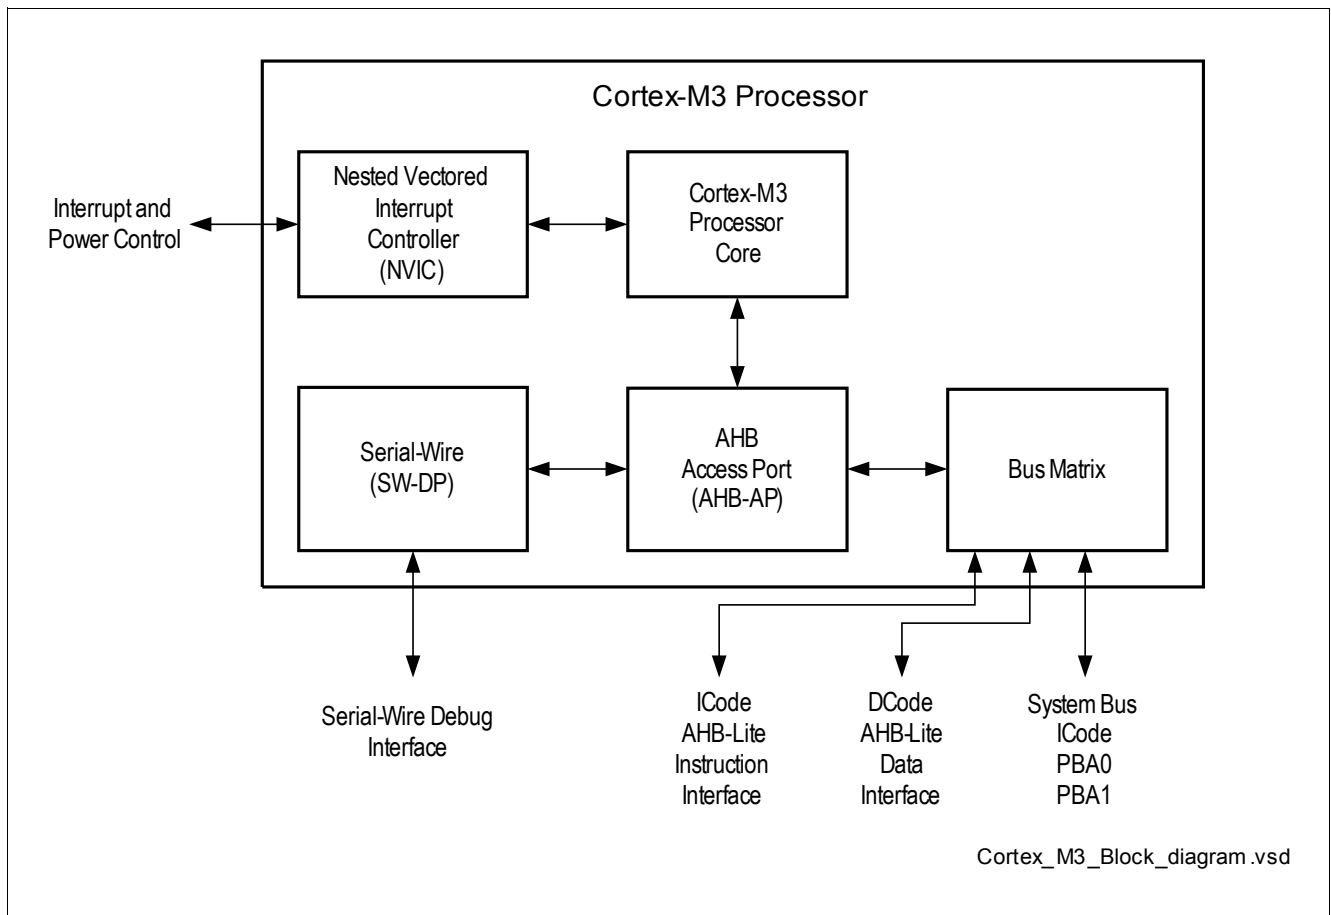 Cortex-M3 Processor
Nested Vectored
Interrupt
Controller
(NVIC)
Cortex-M3
Processor
Core
Interrupt and
Power Control
Serial-Wire
(SW-DP)
AHB
Access Port
(AHB-AP)
Bus Matrix
Serial-Wire Debug
Interface
ICode
AHB-Lite
Instruction
Interface
DCode
AHB-Lite
Data
Interface
System Bus
ICode
PBA0
PBA1
Cortex_M3_Block_diagram.vsd